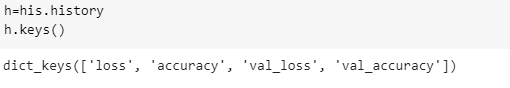 h=his.history
h.keys()
dict_keys(['loss', 'accuracy', 'val_loss', 'val_accuracy'])